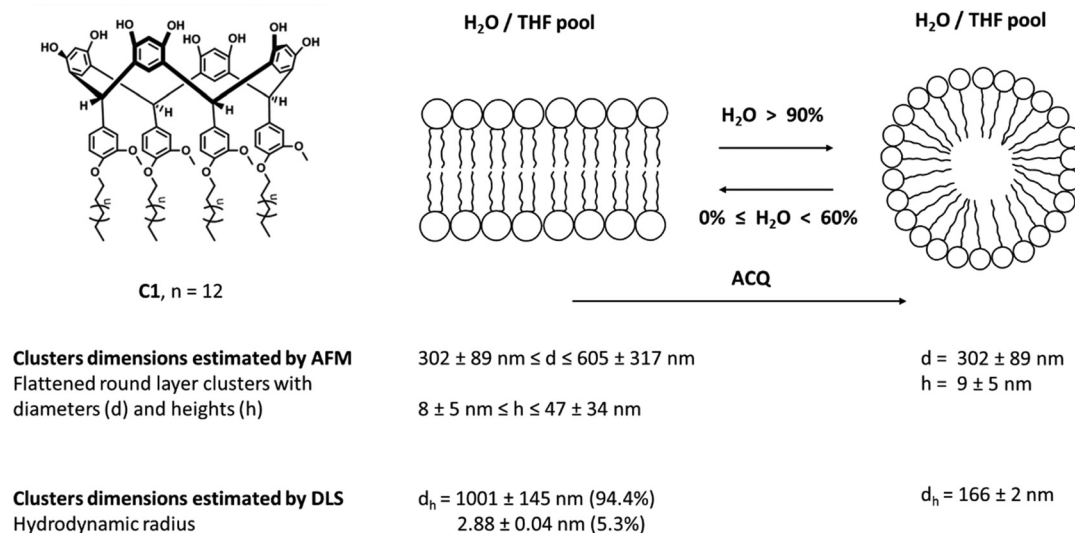 H₂O / THF pool
H₂O / THF pool
HO OH HO OH HO OH HO OH
H H H H
O O O O
O O O O
n n n n
H₂O > 90%
0% ≤ H₂O < 60%
ACQ
C1, n = 12
Clusters dimensions estimated by AFM
Flattened round layer clusters with
diameters (d) and heights (h)
302 ± 89 nm ≤ d ≤ 605 ± 317 nm
8 ± 5 nm ≤ h ≤ 47 ± 34 nm
d = 302 ± 89 nm
h = 9 ± 5 nm
Clusters dimensions estimated by DLS
Hydrodynamic radius
dₕ = 1001 ± 145 nm (94.4%)
2.88 ± 0.04 nm (5.3%)
dₕ = 166 ± 2 nm